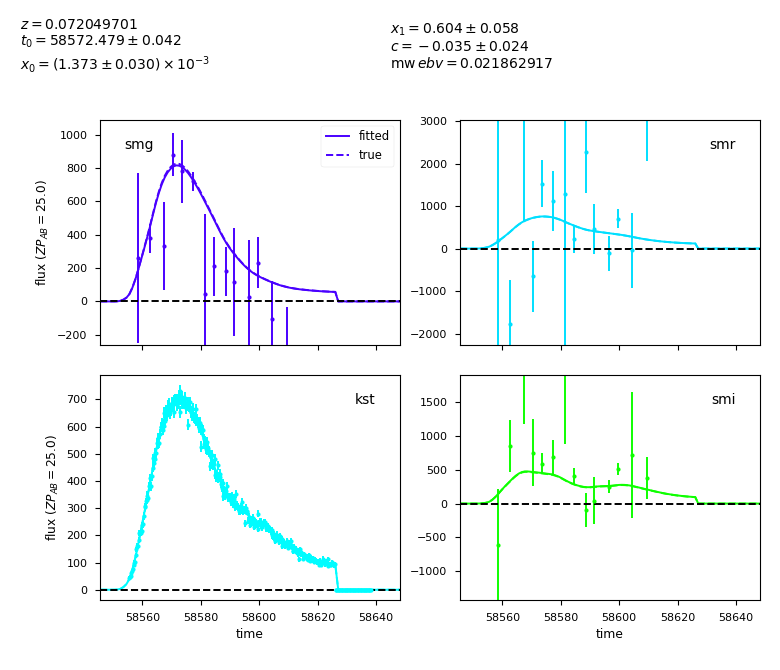 z = 0.072049701
t₀ = 58572.479 ± 0.042
x₀ = (1.373 ± 0.030) × 10⁻³
x₁ = 0.604 ± 0.058
c = −0.035 ± 0.024
mw ebv = 0.021862917
smg
fitted
true
flux (ZP_AB = 25.0)
1000
800
600
400
200
0
−200
smr
3000
2000
1000
0
−1000
−2000
kst
flux (ZP_AB = 25.0)
700
600
500
400
300
200
100
0
58560 58580 58600 58620 58640
time
smi
1500
1000
500
0
−500
−1000
58560 58580 58600 58620 58640
time